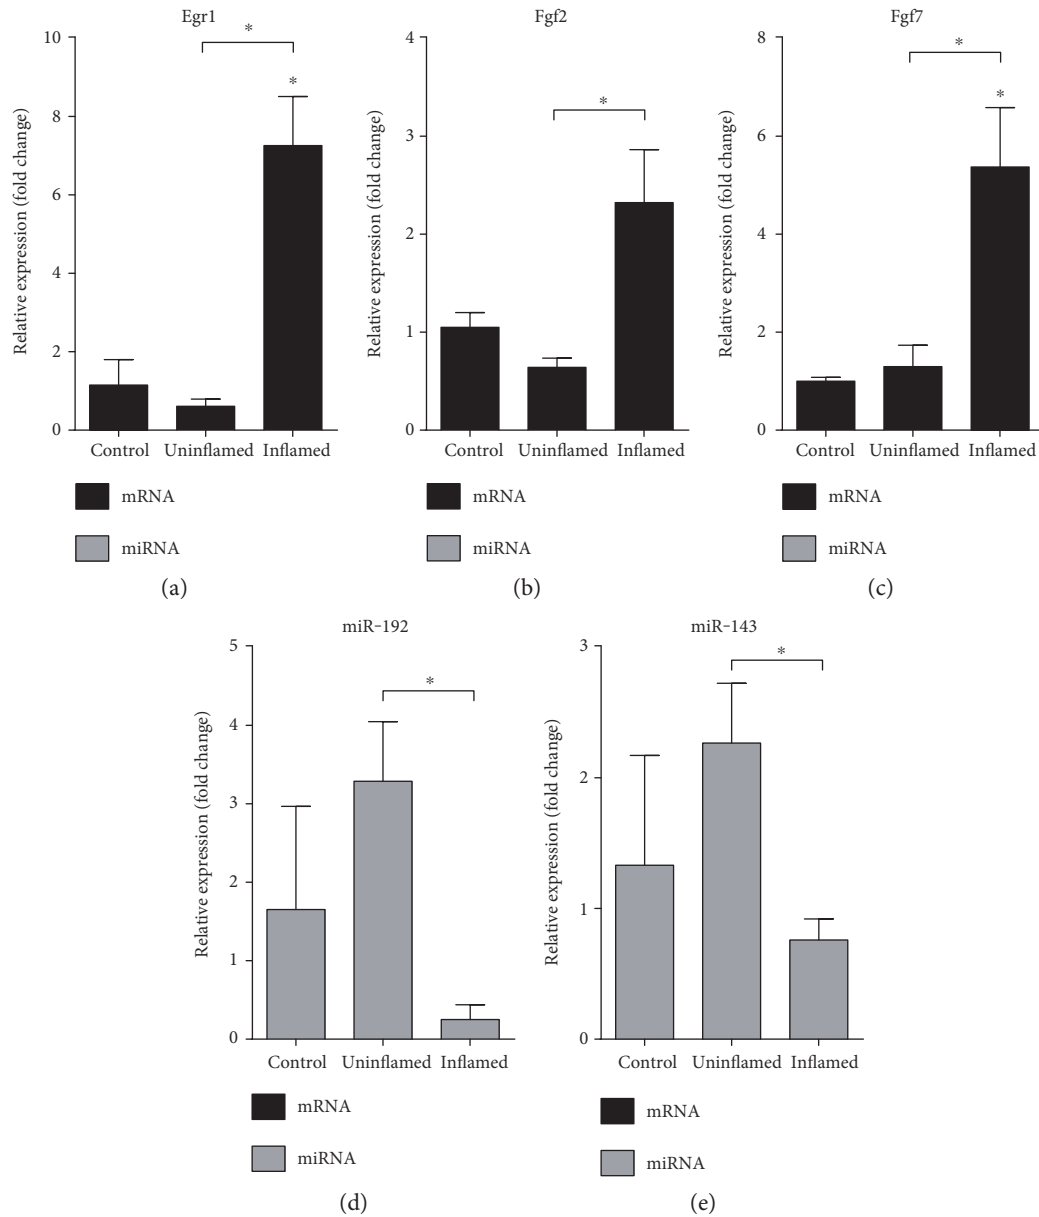 Egr1
10
8
6
4
2
0
Relative expression (fold change)
*
*
Control Uninflamed Inflamed
mRNA
miRNA
(a)
Fgf2
4
3
2
1
0
Relative expression (fold change)
*
Control Uninflamed Inflamed
mRNA
miRNA
(b)
Fgf7
8
6
4
2
0
Relative expression (fold change)
*
*
Control Uninflamed Inflamed
mRNA
miRNA
(c)
miR-192
5
4
3
2
1
0
Relative expression (fold change)
*
Control Uninflamed Inflamed
mRNA
miRNA
(d)
miR-143
3
2
1
0
Relative expression (fold change)
*
Control Uninflamed Inflamed
mRNA
miRNA
(e)